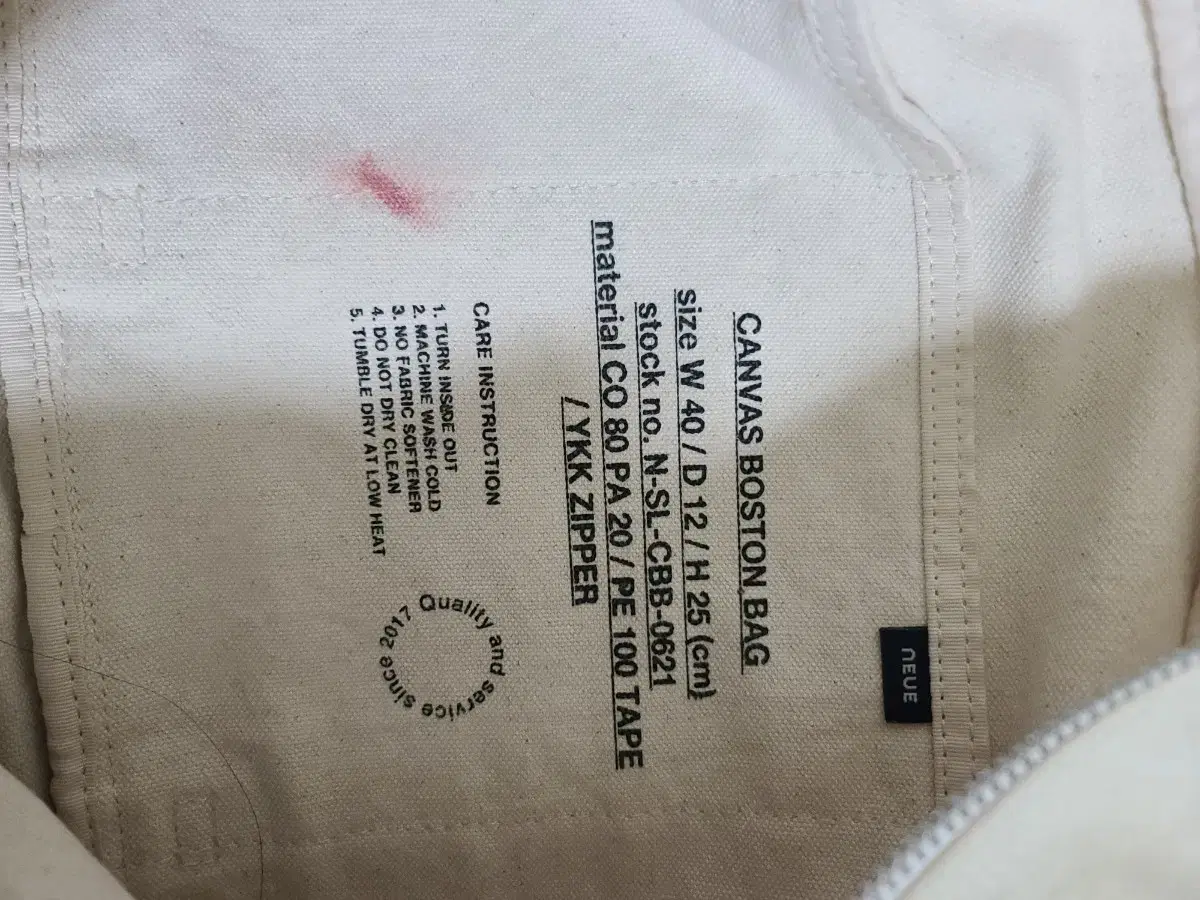 CANVAS BOSTON BAG
size W 40 / D 12 / H 25 (cm)
stock no. N-SL-CBB-0621
material CO 80 PA 20 / PE 100 TAPE
/ YKK ZIPPER
CARE INSTRUCTION
1. TURN INSIDE OUT
2. MACHINE WASH COLD
3. NO FABRIC SOFTENER
4. DO NOT DRY CLEAN
5. TUMBLE DRY AT LOW HEAT
Quality and service since 2017
NEUE